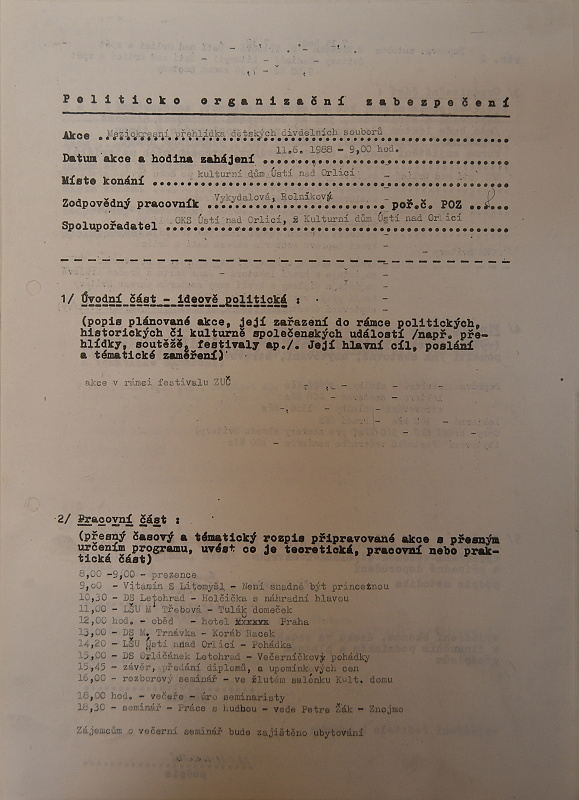 Politicko organizační zabezpečení
Akce ..Meziokresní přehlídka dětských divdelních souborů
Datum akce a hodina zahájení 11.6. 1988 - 9,00 hod.
Místo konání kulturní dům Ústí nad Orlicí
Zodpovědný pracovník Vykydalová, Rolníková poř.č. POZ 8
Spolupořadatel OKS Ústí nad Orlicí, Kulturní dům Ústí nad Orlicí
1/ Úvodní část - ideově politická :
(popis plánované akce, její zařazení do rámce politických,
historických či kulturně společenských událostí /např. pře-
hlídky, soutěžě, festivaly ap./. Její hlavní cíl, poslání
a tématické zaměření)
akce v rámci festivalu ZUČ
2/ Pracovní část :
(přesný časový a tématický rozpis připravované akce s přesným
určením programu, uvést co je teoretická, pracovní nebo prak-
tická část)
8,00 -9,00 - prezence
9,00 - Vitamín S Litomyšl - Není snadné být princeznou
10,30 - DS Letohrad - Holčička s náhradní hlavou
11,00 - LŠU M Třebová - Tulák domeček
12,00 hod. - oběd - hotel xxxxxx Praha
13,00 - DS M. Trnávka - Koráb Racek
14,20 - LŠU Ústí nad Orlicí - Pohádka
15,00 - DS Orličánek Letohrad - Večerníčkovy pohádky
15,45 - závěr, předání diplomů, a upomínkových cen
16,00 - rozborový seminář - ve žlutém salónku Kult. domu
18,00 hod. - večeře - pro seminaristy
18,30 - seminář - Práce s hudbou - vede Petre Žák - Znojmo
Zájemcům o večerní seminář bude zajištěno ubytování